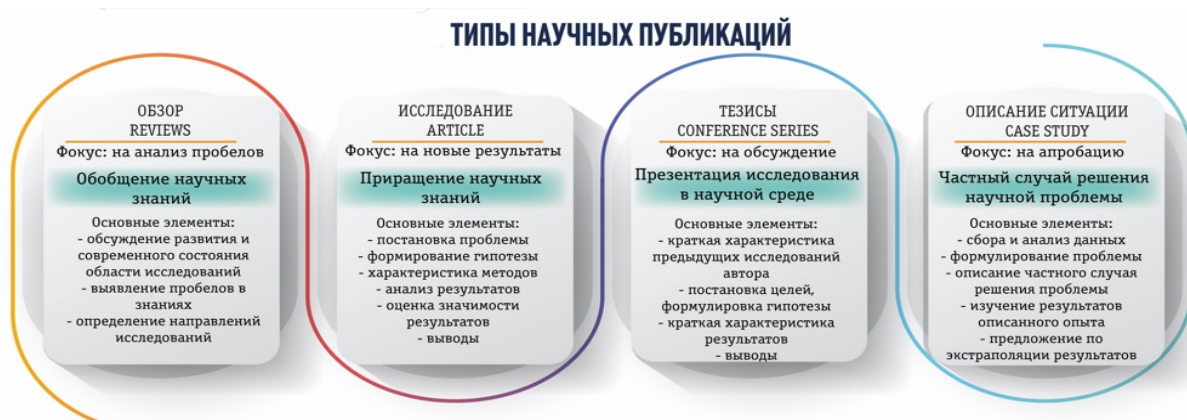 ТИПЫ НАУЧНЫХ ПУБЛИКАЦИЙ
ОБЗОР
REVIEWS
Фокус: на анализ пробелов
Обобщение научных
знаний
Основные элементы:
- обсуждение развития и
современного состояния
области исследований
- выявление пробелов в
знаниях
- определение направлений
исследований
ИССЛЕДОВАНИЕ
ARTICLE
Фокус: на новые результаты
Приращение научных
знаний
Основные элементы:
- постановка проблемы
- формирование гипотезы
- характеристика методов
- анализ результатов
- оценка значимости
результатов
- выводы
ТЕЗИСЫ
CONFERENCE SERIES
Фокус: на обсуждение
Презентация исследования
в научной среде
Основные элементы:
- краткая характеристика
предыдущих исследований
автора
- постановка целей,
формулировка гипотезы
- краткая характеристика
результатов
- выводы
ОПИСАНИЕ СИТУАЦИИ
CASE STUDY
Фокус: на апробацию
Частный случай решения
научной проблемы
Основные элементы:
- сбора и анализ данных
- формулирование проблемы
- описание частного случая
решения проблемы
- изучение результатов
описанного опыта
- предложение по
экстраполяции результатов